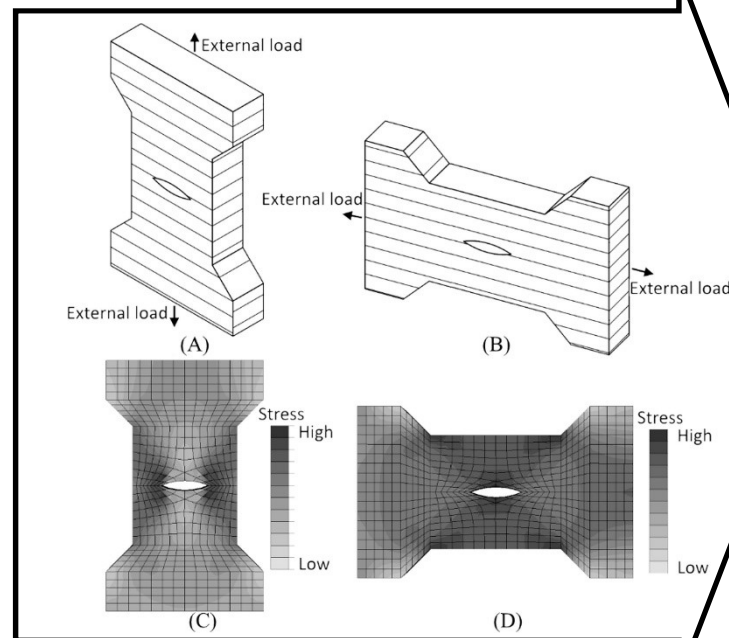 External load
External load
External load
External load
(A)
(B)
Stress
High
Low
Stress
High
Low
(C)
(D)